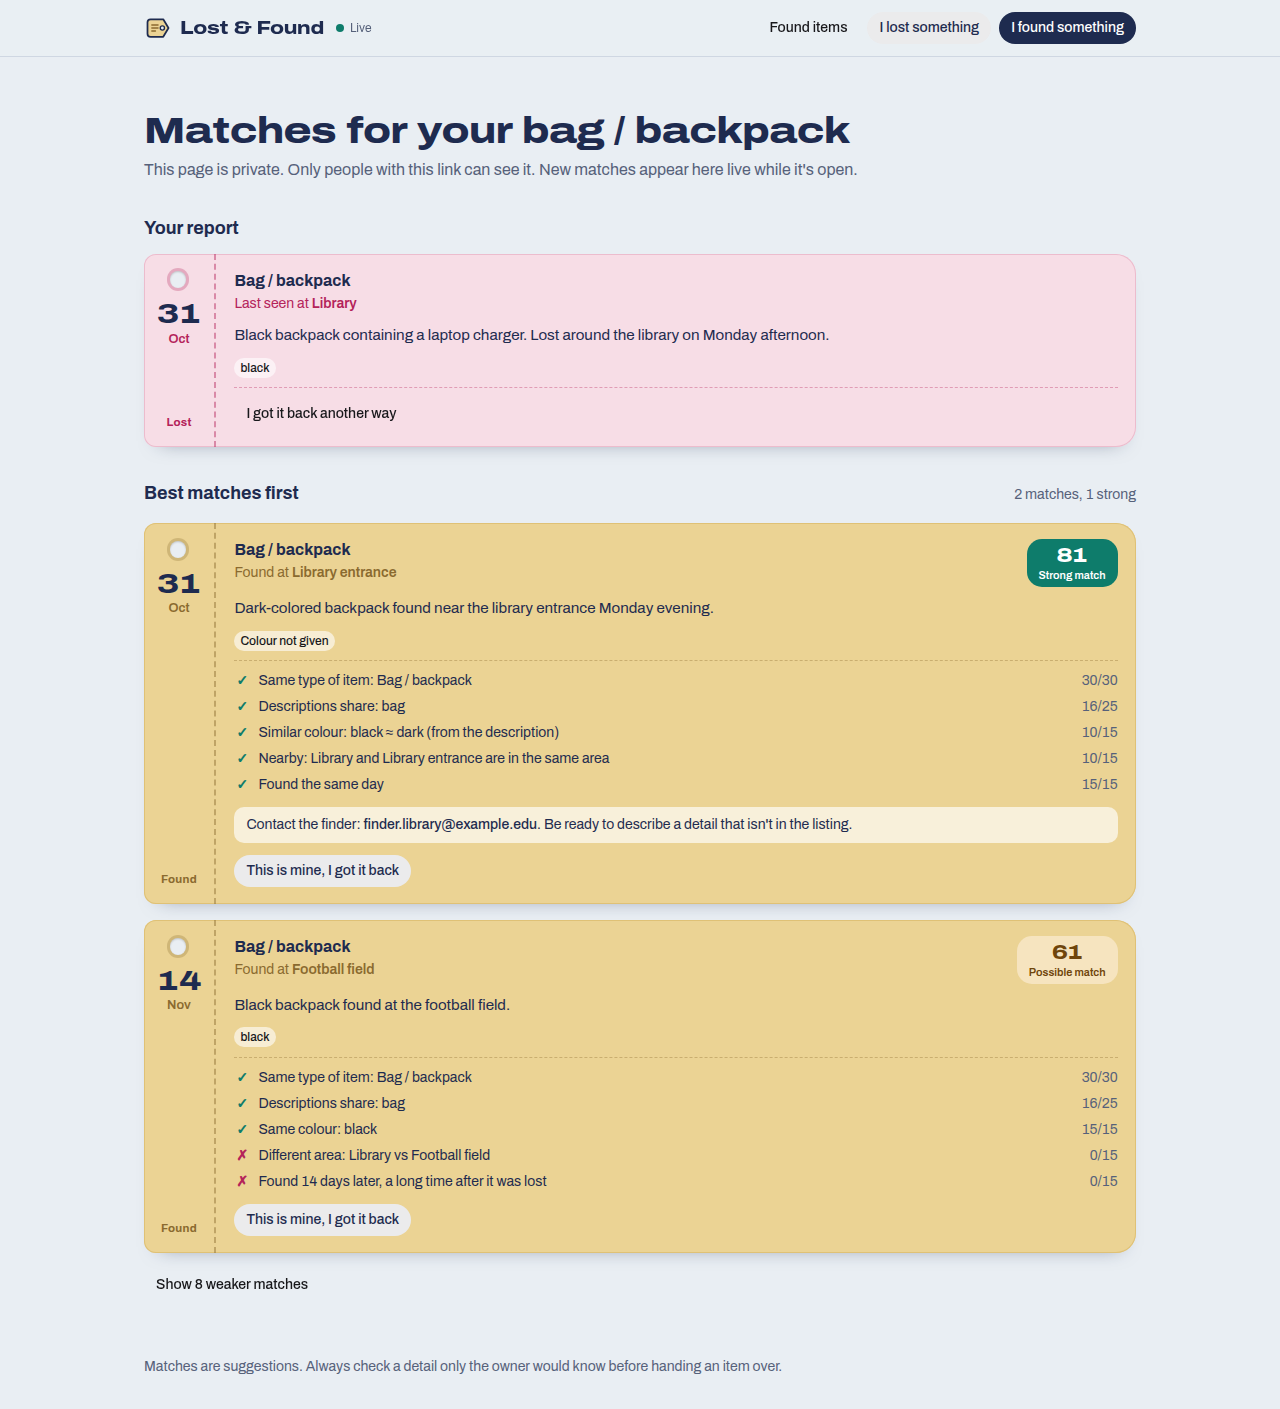 Lost & Found
Live
Found items
I lost something
I found something
Matches for your bag / backpack
This page is private. Only people with this link can see it. New matches appear here live while it's open.
Your report
31
Oct
Lost
Bag / backpack
Last seen at Library
Black backpack containing a laptop charger. Lost around the library on Monday afternoon.
black
I got it back another way
Best matches first
2 matches, 1 strong
31
Oct
Found
Bag / backpack
Found at Library entrance
81
Strong match
Dark-colored backpack found near the library entrance Monday evening.
Colour not given
✓ Same type of item: Bag / backpack 30/30
✓ Descriptions share: bag 16/25
✓ Similar colour: black ≈ dark (from the description) 10/15
✓ Nearby: Library and Library entrance are in the same area 10/15
✓ Found the same day 15/15
Contact the finder: finder.library@example.edu. Be ready to describe a detail that isn't in the listing.
This is mine, I got it back
14
Nov
Found
Bag / backpack
Found at Football field
61
Possible match
Black backpack found at the football field.
black
✓ Same type of item: Bag / backpack 30/30
✓ Descriptions share: bag 16/25
✓ Same colour: black 15/15
✗ Different area: Library vs Football field 0/15
✗ Found 14 days later, a long time after it was lost 0/15
This is mine, I got it back
Show 8 weaker matches
Matches are suggestions. Always check a detail only the owner would know before handing an item over.